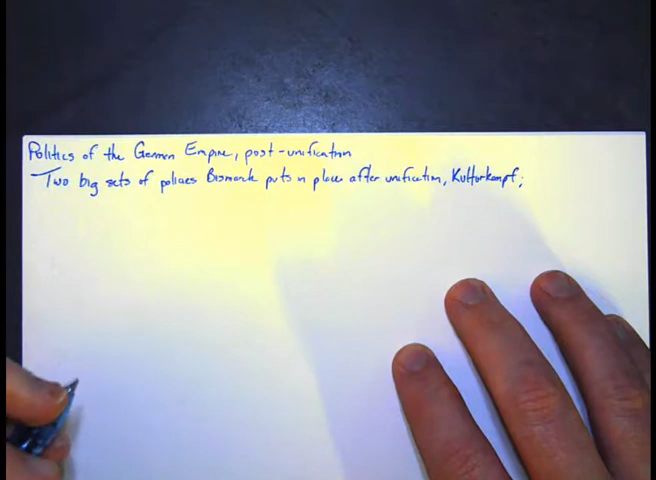 Politics of the German Empire, post-unification
Two big sets of policies Bismarck puts in place after unification, Kulturkampf;